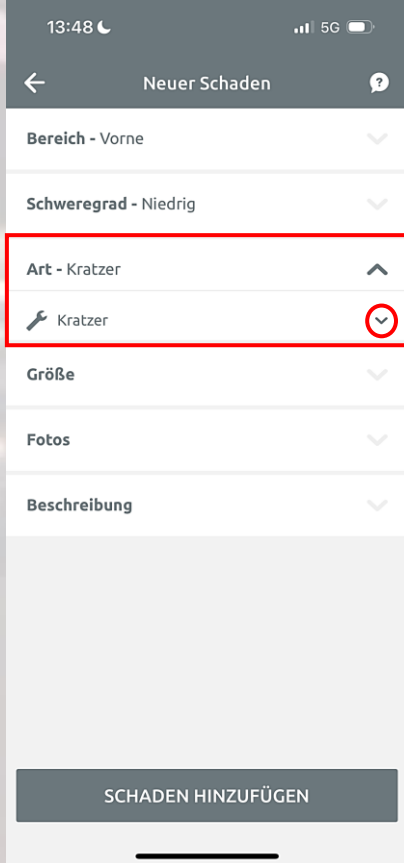 13:48 5G
Neuer Schaden ?
Bereich - Vorne
Schweregrad - Niedrig
Art - Kratzer
Kratzer
Größe
Fotos
Beschreibung
SCHADEN HINZUFÜGEN